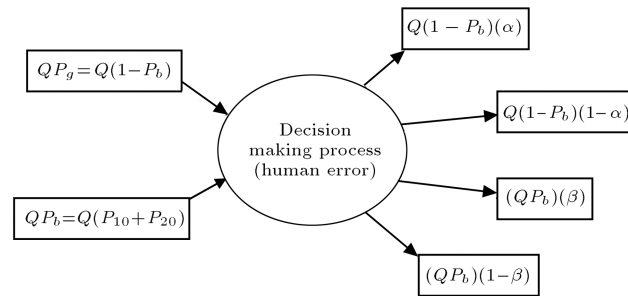 Q(1 − P_b)(α)
QP_g=Q(1−P_b)
Q(1−P_b)(1−α)
Decision
making process
(human error)
(QP_b)(β)
QP_b=Q(P_10+P_20)
(QP_b)(1−β)